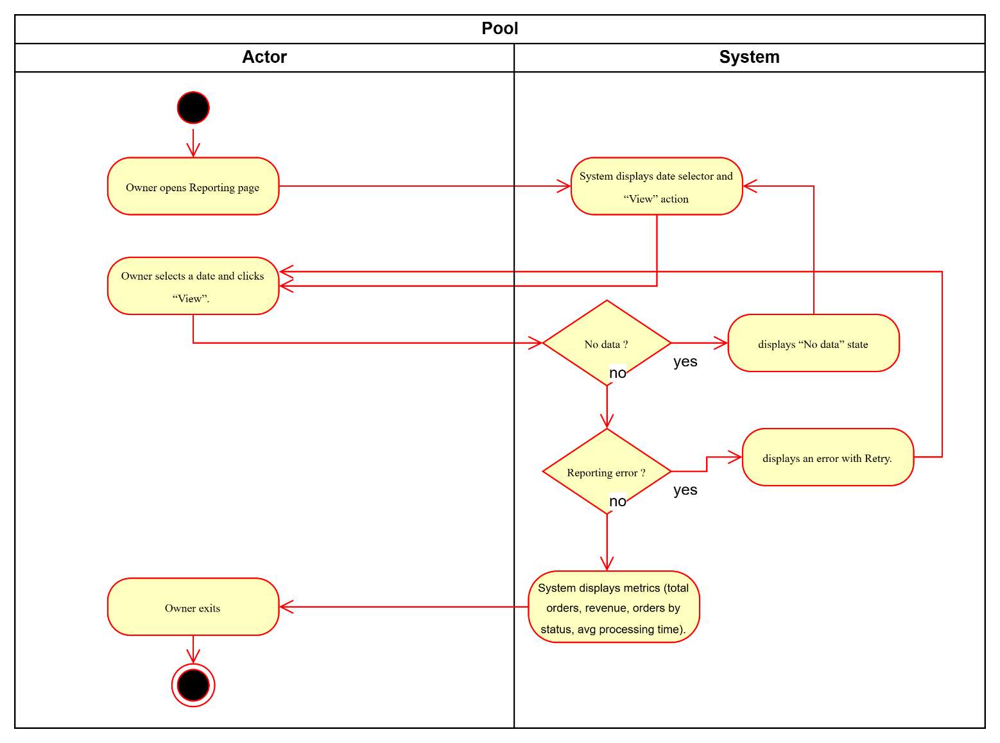 Pool
Actor
System
Owner opens Reporting page
System displays date selector and
“View” action
Owner selects a date and clicks
“View”.
No data ?
yes
no
displays “No data” state
Reporting error ?
yes
no
displays an error with Retry.
System displays metrics (total
orders, revenue, orders by
status, avg processing time).
Owner exits